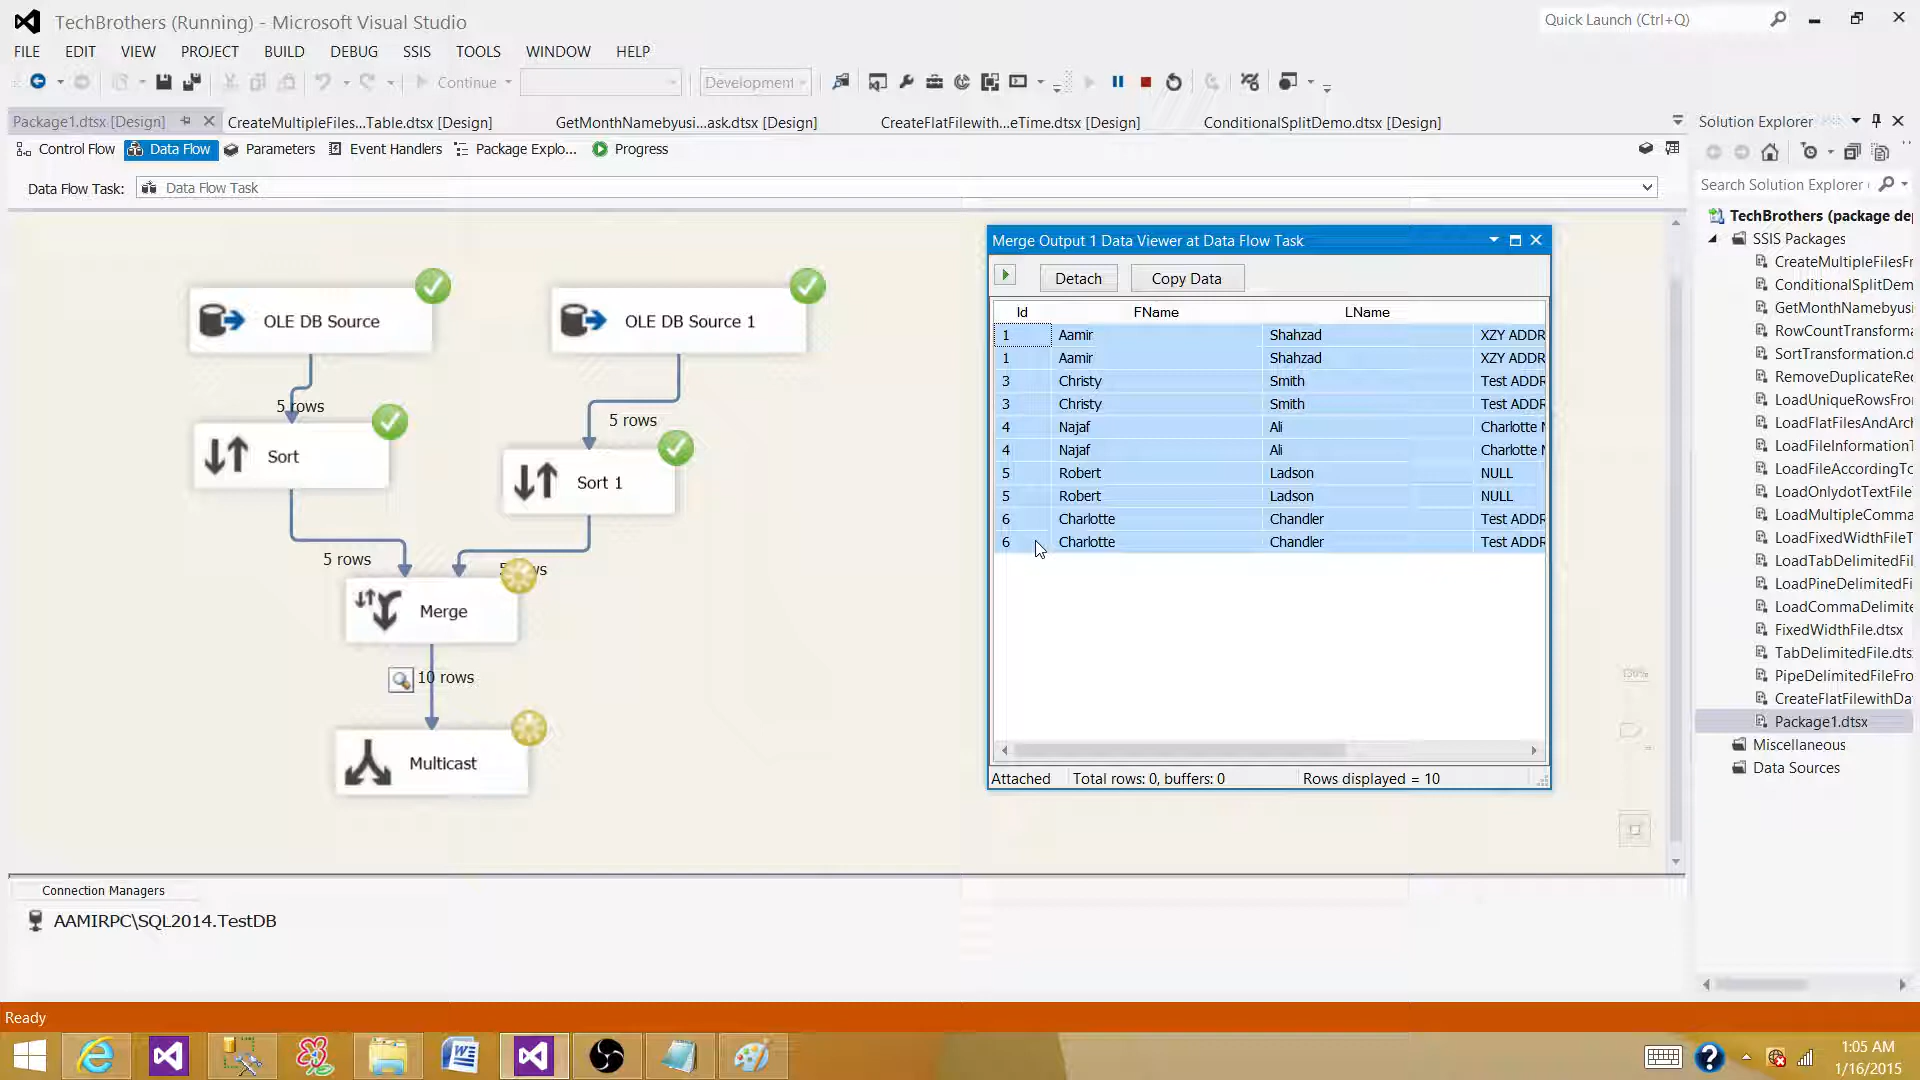 TechBrothers (Running) - Microsoft Visual Studio
Quick Launch (Ctrl+Q)
FILE EDIT VIEW PROJECT BUILD DEBUG SSIS TOOLS WINDOW HELP
Continue Development
Package1.dtsx [Design] CreateMultipleFiles...Table.dtsx [Design] GetMonthNamebyusi...ask.dtsx [Design] CreateFlatFilewith...eTime.dtsx [Design] ConditionalSplitDemo.dtsx [Design]
Control Flow Data Flow Parameters Event Handlers Package Explo... Progress
Data Flow Task: Data Flow Task
OLE DB Source
OLE DB Source 1
5 rows
5 rows
Sort
Sort 1
5 rows
Merge
10 rows
Multicast
Merge Output 1 Data Viewer at Data Flow Task
Detach Copy Data
Id FName LName
1 Aamir Shahzad XZY ADDR
1 Aamir Shahzad XZY ADDR
3 Christy Smith Test ADDR
3 Christy Smith Test ADDR
4 Najaf Ali Charlotte N
4 Najaf Ali Charlotte N
5 Robert Ladson NULL
5 Robert Ladson NULL
6 Charlotte Chandler Test ADDR
6 Charlotte Chandler Test ADDR
Attached Total rows: 0, buffers: 0 Rows displayed = 10
150%
Connection Managers
AAMIRPC\SQL2014.TestDB
Solution Explorer
Search Solution Explorer
TechBrothers (package de
SSIS Packages
CreateMultipleFilesFr
ConditionalSplitDem
GetMonthNamebyusi
RowCountTransforma
SortTransformation.d
RemoveDuplicateRec
LoadUniqueRowsFror
LoadFlatFilesAndArch
LoadFileInformationT
LoadFileAccordingTo
LoadOnlydotTextFile
LoadMultipleComma
LoadFixedWidthFileT
LoadTabDelimitedFil
LoadPineDelimitedFi
LoadCommaDelimite
FixedWidthFile.dtsx
TabDelimitedFile.dts
PipeDelimitedFileFro
CreateFlatFilewithDa
Package1.dtsx
Miscellaneous
Data Sources
Ready
1:05 AM
1/16/2015